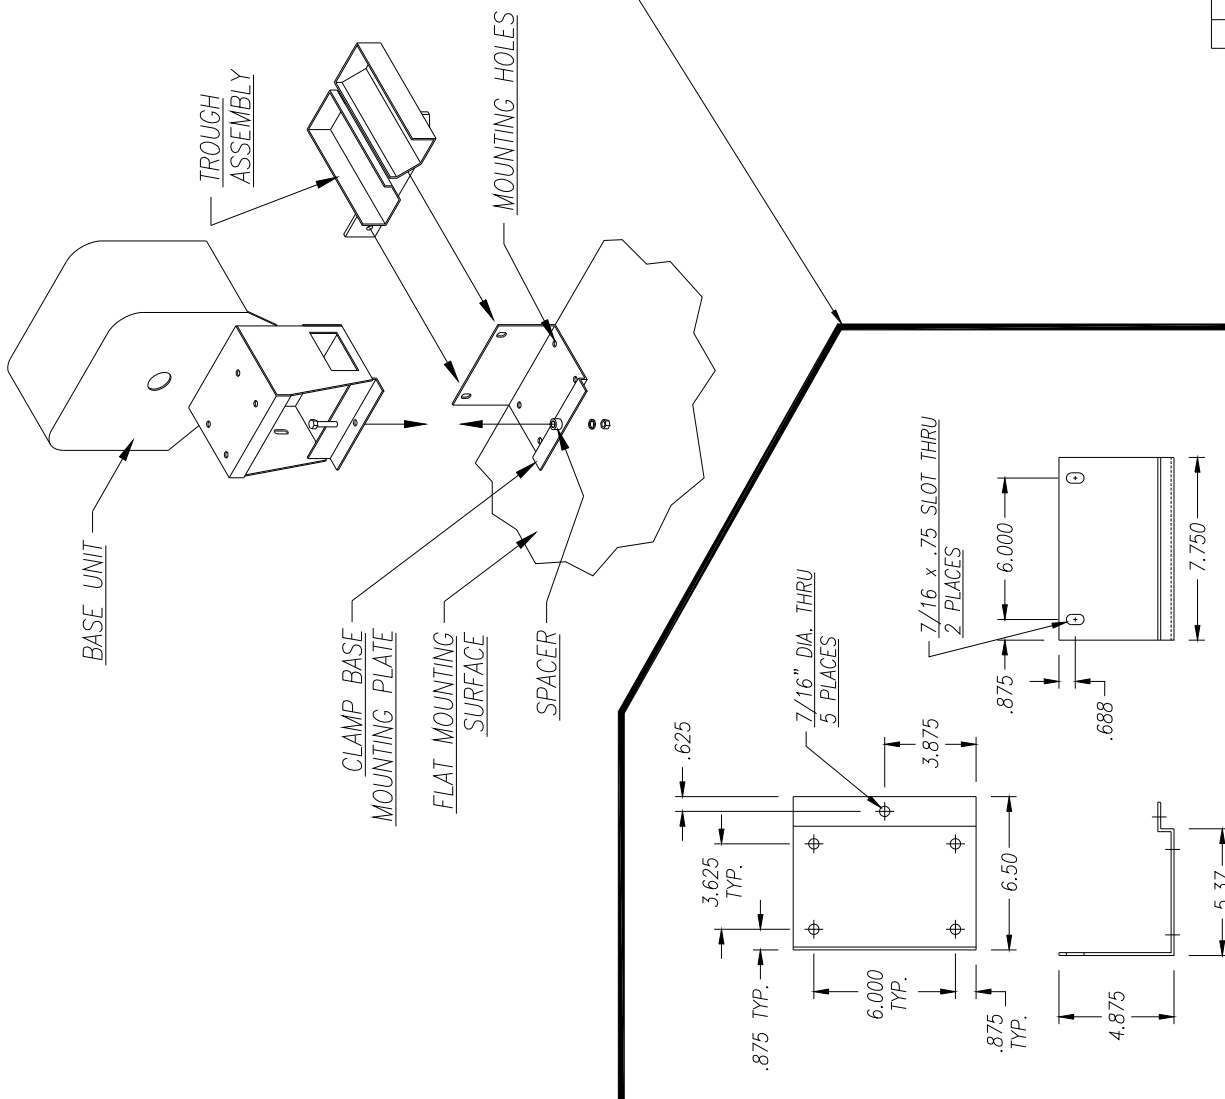 BASE UNIT
TROUGH
ASSEMBLY
MOUNTING HOLES
CLAMP BASE
MOUNTING PLATE
FLAT MOUNTING
SURFACE
SPACER
7/16" DIA. THRU
5 PLACES
7/16 x .75 SLOT THRU
2 PLACES
.625
3.625
TYP.
.875 TYP.
6.000
TYP.
.875
TYP.
6.50
3.875
6.000
7.750
.875
.688
4.875
5.37